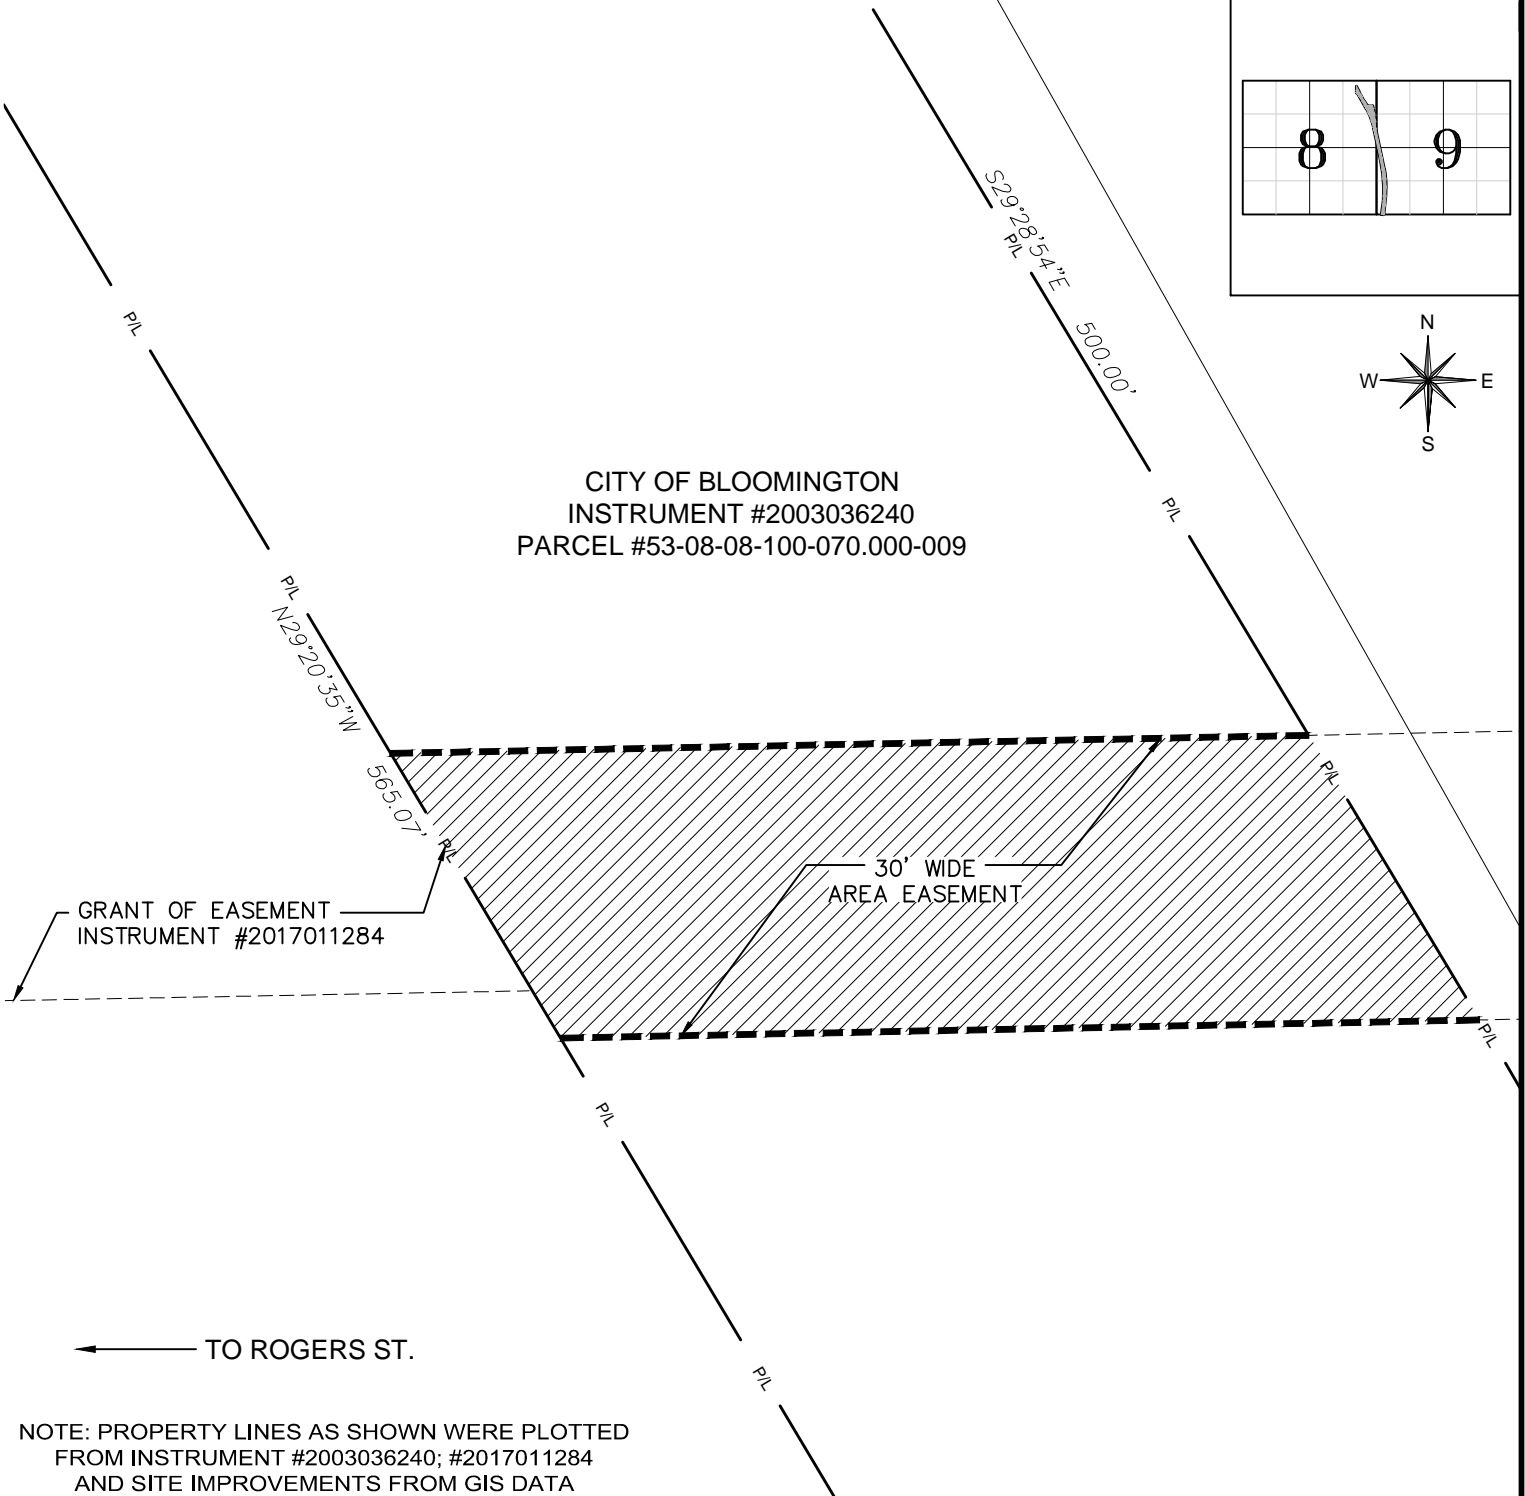 8
9
N
W
E
S
S29°28'54"E 500.00'
P/L
P/L
P/L
CITY OF BLOOMINGTON
INSTRUMENT #2003036240
PARCEL #53-08-08-100-070.000-009
P/L
N29°20'35"W 565.07'
P/L
P/L
30' WIDE
AREA EASEMENT
GRANT OF EASEMENT
INSTRUMENT #2017011284
P/L
P/L
P/L
TO ROGERS ST.
NOTE: PROPERTY LINES AS SHOWN WERE PLOTTED
FROM INSTRUMENT #2003036240; #2017011284
AND SITE IMPROVEMENTS FROM GIS DATA